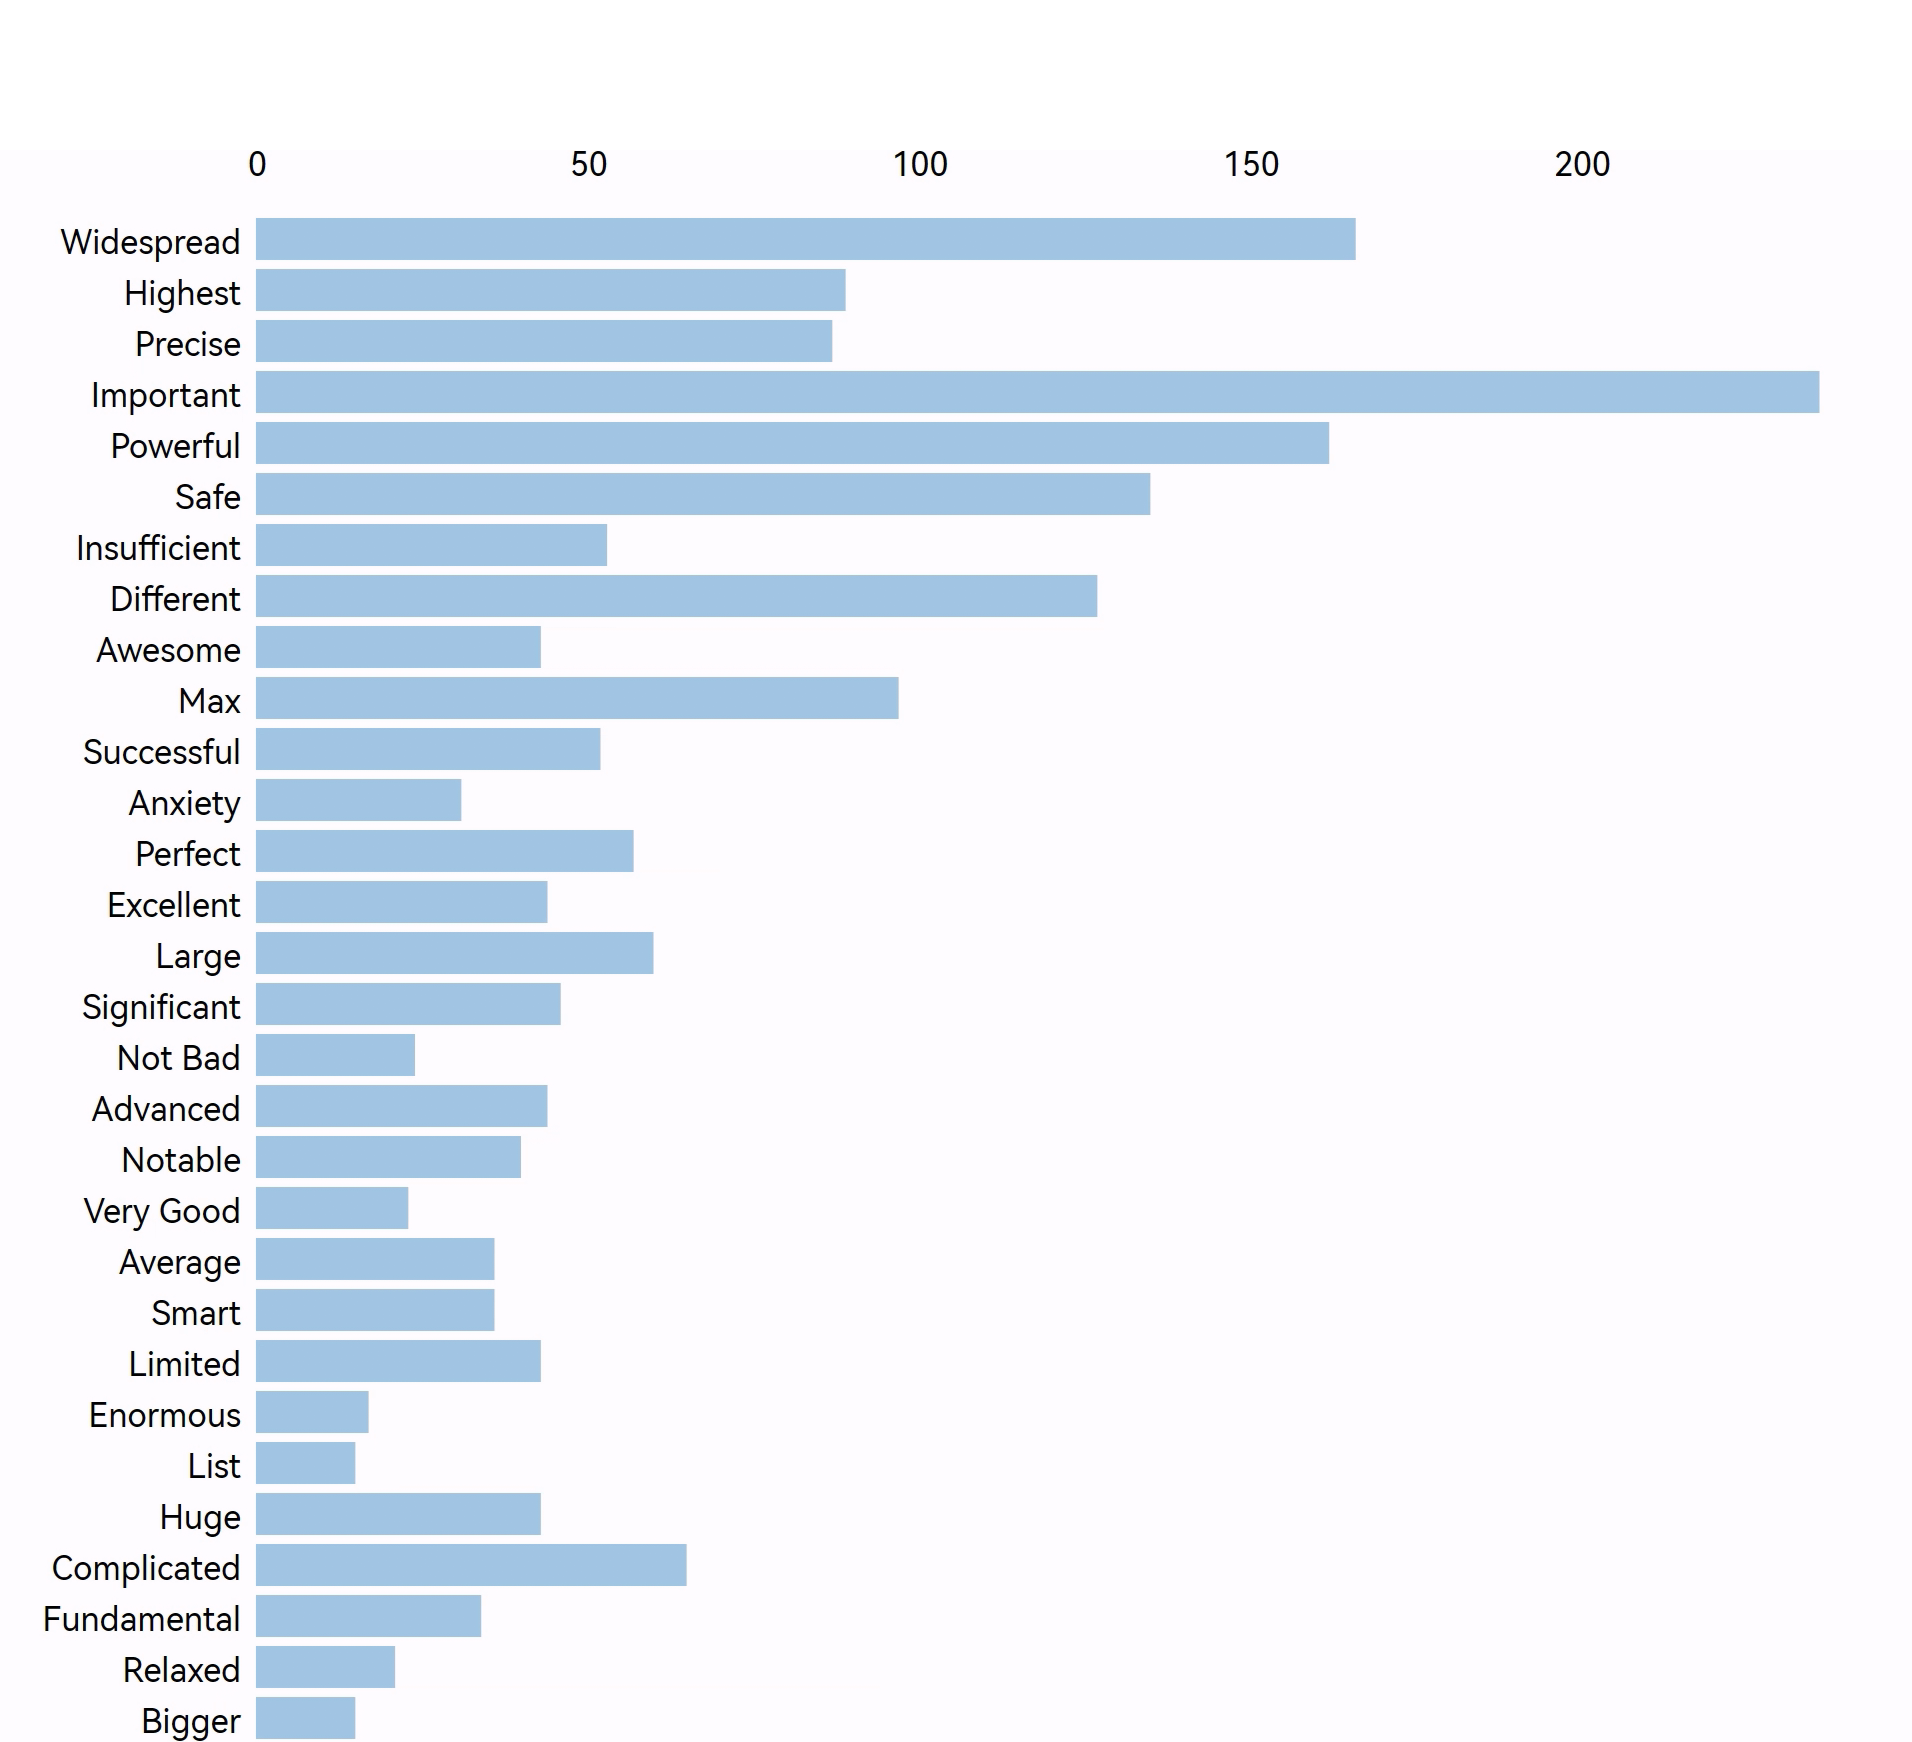 0 50 100 150 200
Widespread
Highest
Precise
Important
Powerful
Safe
Insufficient
Different
Awesome
Max
Successful
Anxiety
Perfect
Excellent
Large
Significant
Not Bad
Advanced
Notable
Very Good
Average
Smart
Limited
Enormous
List
Huge
Complicated
Fundamental
Relaxed
Bigger